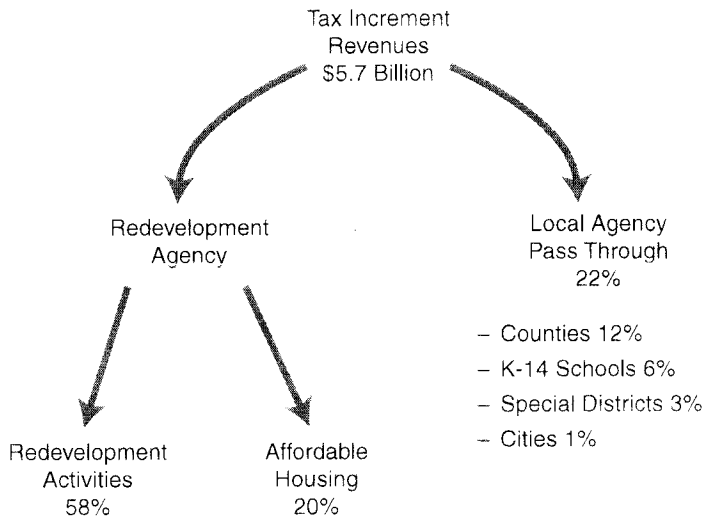 Tax Increment
Revenues
$5.7 Billion
Redevelopment
Agency
Local Agency
Pass Through
22%
– Counties 12%
– K-14 Schools 6%
– Special Districts 3%
– Cities 1%
Redevelopment
Activities
58%
Affordable
Housing
20%